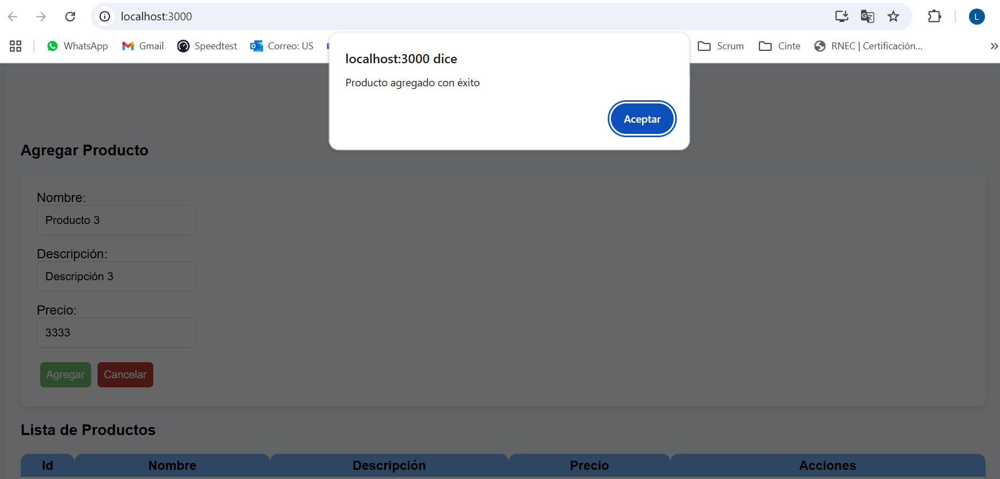 localhost:3000
WhatsApp Gmail Speedtest Correo: US Scrum Cinte RNEC | Certificación...
L
localhost:3000 dice
Producto agregado con éxito
Aceptar
Agregar Producto
Nombre:
Producto 3
Descripción:
Descripción 3
Precio:
3333
Agregar Cancelar
Lista de Productos
Id Nombre Descripción Precio Acciones